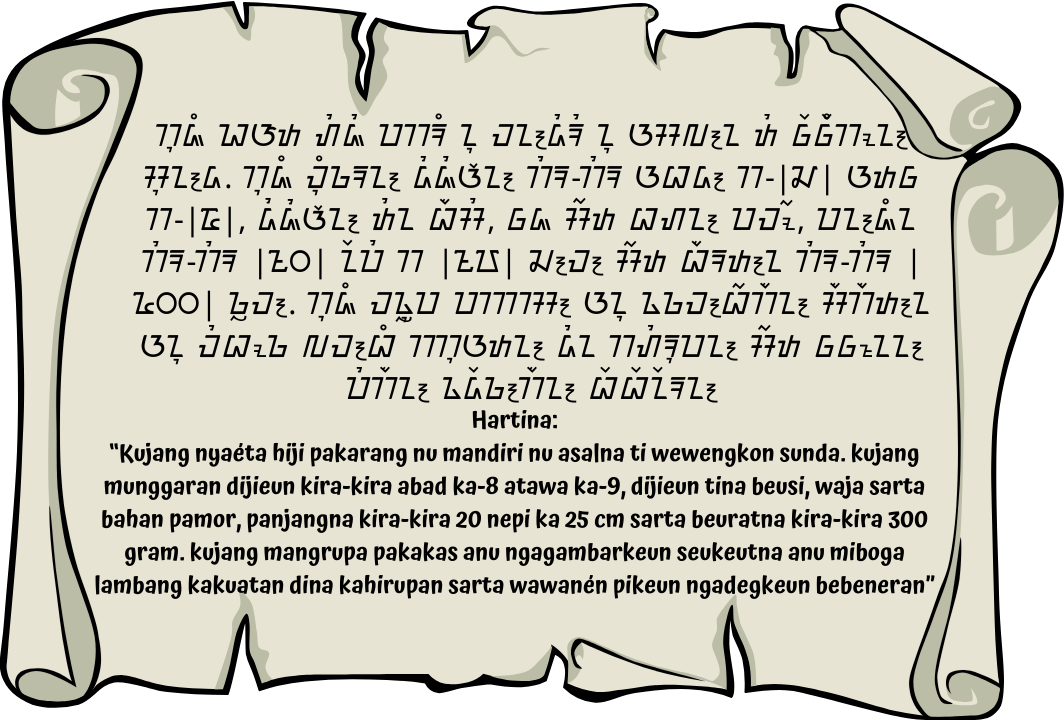 ᮊᮥᮏᮀ ᮑᮆᮒ ᮠᮤᮏᮤ ᮕᮊᮛᮀ ᮔᮥ ᮙᮔ᮪ᮓᮤᮛᮤ ᮔᮥ ᮃᮞᮜ᮪ᮔ ᮒᮤ ᮝᮨᮝᮨᮀᮊᮧᮔ᮪
ᮞᮥᮔ᮪ᮓ. ᮊᮥᮏᮀ ᮙᮥᮀᮌᮛᮔ᮪ ᮓᮤᮏᮤᮉᮔ᮪ ᮊᮤᮛ-ᮊᮤᮛ ᮃᮘᮓ᮪ ᮊ-|᮸| ᮃᮒᮝ
ᮊ-|᮹|, ᮓᮤᮏᮤᮉᮔ᮪ ᮒᮤᮔ ᮘᮩᮞᮤ, ᮝᮏ ᮞᮁᮒ ᮘᮠᮔ᮪ ᮕᮙᮧᮁ, ᮕᮔ᮪ᮏᮀᮔ
ᮊᮤᮛ-ᮊᮤᮛ |᮲᮰| ᮔᮨᮕᮤ ᮊ |᮲᮵| ᮎ᮪ᮙ᮪ ᮞᮁᮒ ᮘᮩᮛᮒ᮪ᮔ ᮊᮤᮛ-ᮊᮤᮛ |
᮳᮰᮰| ᮌᮢᮙ᮪. ᮊᮥᮏᮀ ᮙᮍᮢᮥᮕ ᮕᮊᮊᮞ᮪ ᮃᮔᮥ ᮍᮌᮙ᮪ᮘᮁᮊᮩᮔ᮪ ᮞᮩᮊᮩᮒ᮪ᮔ
ᮃᮔᮥ ᮙᮤᮘᮧᮌ ᮜᮙ᮪ᮘᮀ ᮊᮊᮥᮃᮒᮔ᮪ ᮓᮤᮔ ᮊᮠᮤᮛᮥᮕᮔ᮪ ᮞᮁᮒ ᮝᮝᮔᮦᮔ᮪
ᮕᮤᮊᮩᮔ᮪ ᮍᮓᮨᮌ᮪ᮊᮩᮔ᮪ ᮘᮨᮘᮨᮔᮨᮛᮔ᮪
Hartina:
"Kujang nyaéta hiji pakarang nu mandiri nu asalna ti wewengkon sunda. kujang
munggaran dijieun kira-kira abad ka-8 atawa ka-9, dijieun tina beusi, waja sarta
bahan pamor, panjangna kira-kira 20 nepi ka 25 cm sarta beuratna kira-kira 300
gram. kujang mangrupa pakakas anu ngagambarkeun seukeutna anu miboga
lambang kakuatan dina kahirupan sarta wawanén pikeun ngadegkeun bebeneran"